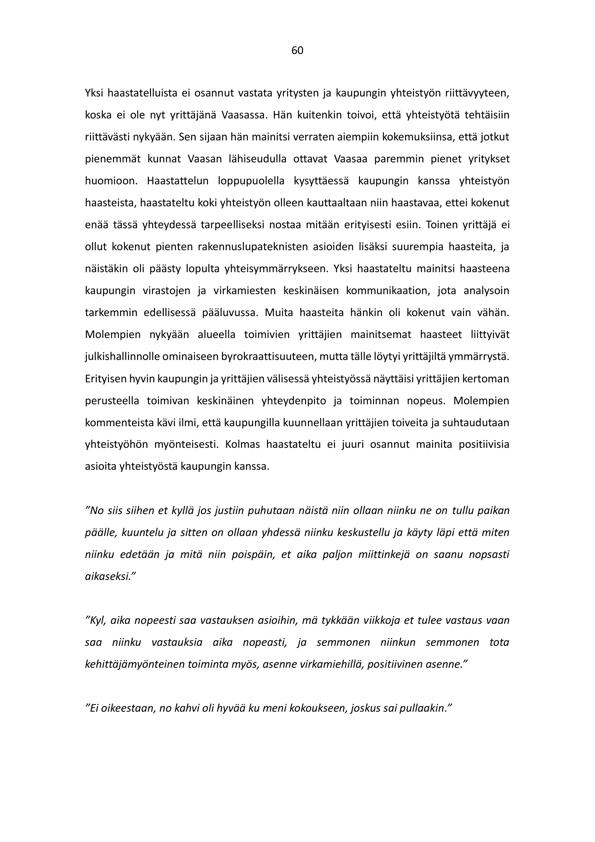 60
Yksi haastatelluista ei osannut vastata yritysten ja kaupungin yhteistyön riittävyyteen,
koska ei ole nyt yrittäjänä Vaasassa. Hän kuitenkin toivoi, että yhteistyötä tehtäisiin
riittävästi nykyään. Sen sijaan hän mainitsi verraten aiempiin kokemuksiinsa, että jotkut
pienemmät kunnat Vaasan lähiseudulla ottavat Vaasaa paremmin pienet yritykset
huomioon. Haastattelun loppupuolella kysyttäessä kaupungin kanssa yhteistyön
haasteista, haastateltu koki yhteistyön olleen kauttaaltaan niin haastavaa, ettei kokenut
enää tässä yhteydessä tarpeelliseksi nostaa mitään erityisesti esiin. Toinen yrittäjä ei
ollut kokenut pienten rakennuslupateknisten asioiden lisäksi suurempia haasteita, ja
näistäkin oli päästy lopulta yhteisymmärrykseen. Yksi haastateltu mainitsi haasteena
kaupungin virastojen ja virkamiesten keskinäisen kommunikaation, jota analysoin
tarkemmin edellisessä pääluvussa. Muita haasteita hänkin oli kokenut vain vähän.
Molempien nykyään alueella toimivien yrittäjien mainitsemat haasteet liittyivät
julkishallinnolle ominaiseen byrokraattisuuteen, mutta tälle löytyi yrittäjiltä ymmärrystä.
Erityisen hyvin kaupungin ja yrittäjien välisessä yhteistyössä näyttäisi yrittäjien kertoman
perusteella toimivan keskinäinen yhteydenpito ja toiminnan nopeus. Molempien
kommenteista kävi ilmi, että kaupungilla kuunnellaan yrittäjien toiveita ja suhtaudutaan
yhteistyöhön myönteisesti. Kolmas haastateltu ei juuri osannut mainita positiivisia
asioita yhteistyöstä kaupungin kanssa.
”No siis siihen et kyllä jos justiin puhutaan näistä niin ollaan niinku ne on tullu paikan
päälle, kuuntelu ja sitten on ollaan yhdessä niinku keskustellu ja käyty läpi että miten
niinku edetään ja mitä niin poispäin, et aika paljon miittinkejä on saanu nopsasti
aikaseksi.”
”Kyl, aika nopeesti saa vastauksen asioihin, mä tykkään viikkoja et tulee vastaus vaan
saa niinku vastauksia aika nopeasti, ja semmonen niinkun semmonen tota
kehittäjämyönteinen toiminta myös, asenne virkamiehillä, positiivinen asenne.”
”Ei oikeestaan, no kahvi oli hyvää ku meni kokoukseen, joskus sai pullaakin.”